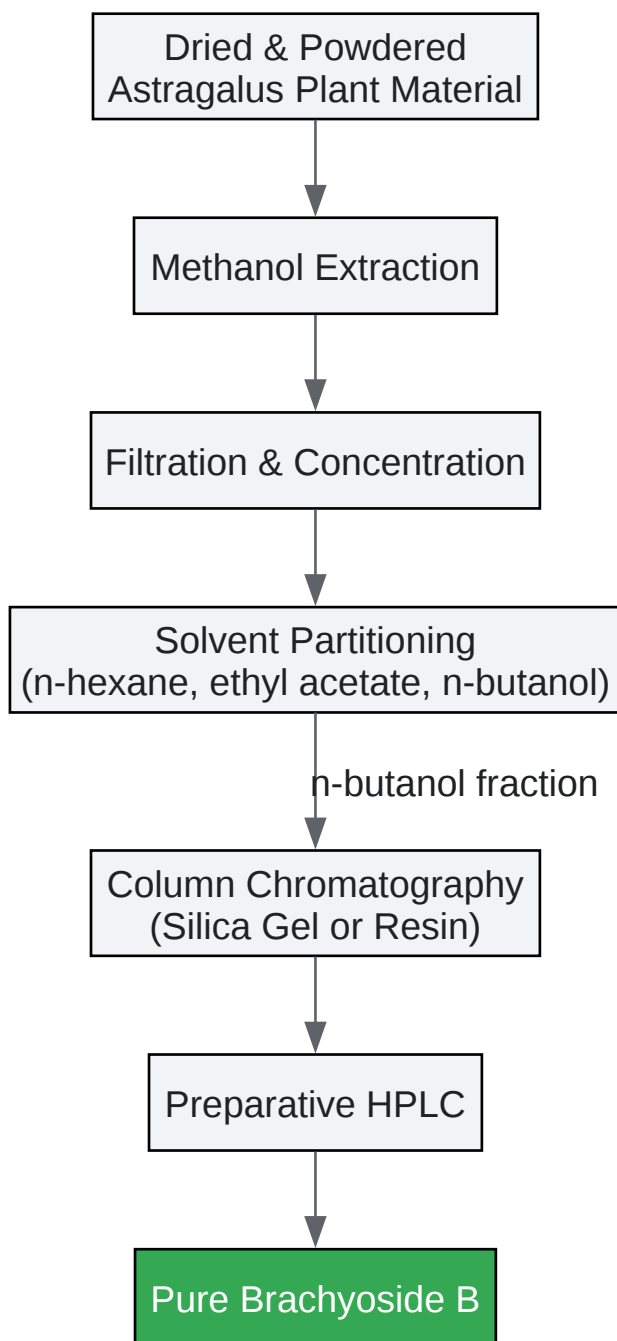 Dried & Powdered
Astragalus Plant Material
Methanol Extraction
Filtration & Concentration
Solvent Partitioning
(n-hexane, ethyl acetate, n-butanol)
n-butanol fraction
Column Chromatography
(Silica Gel or Resin)
Preparative HPLC
Pure Brachyoside B